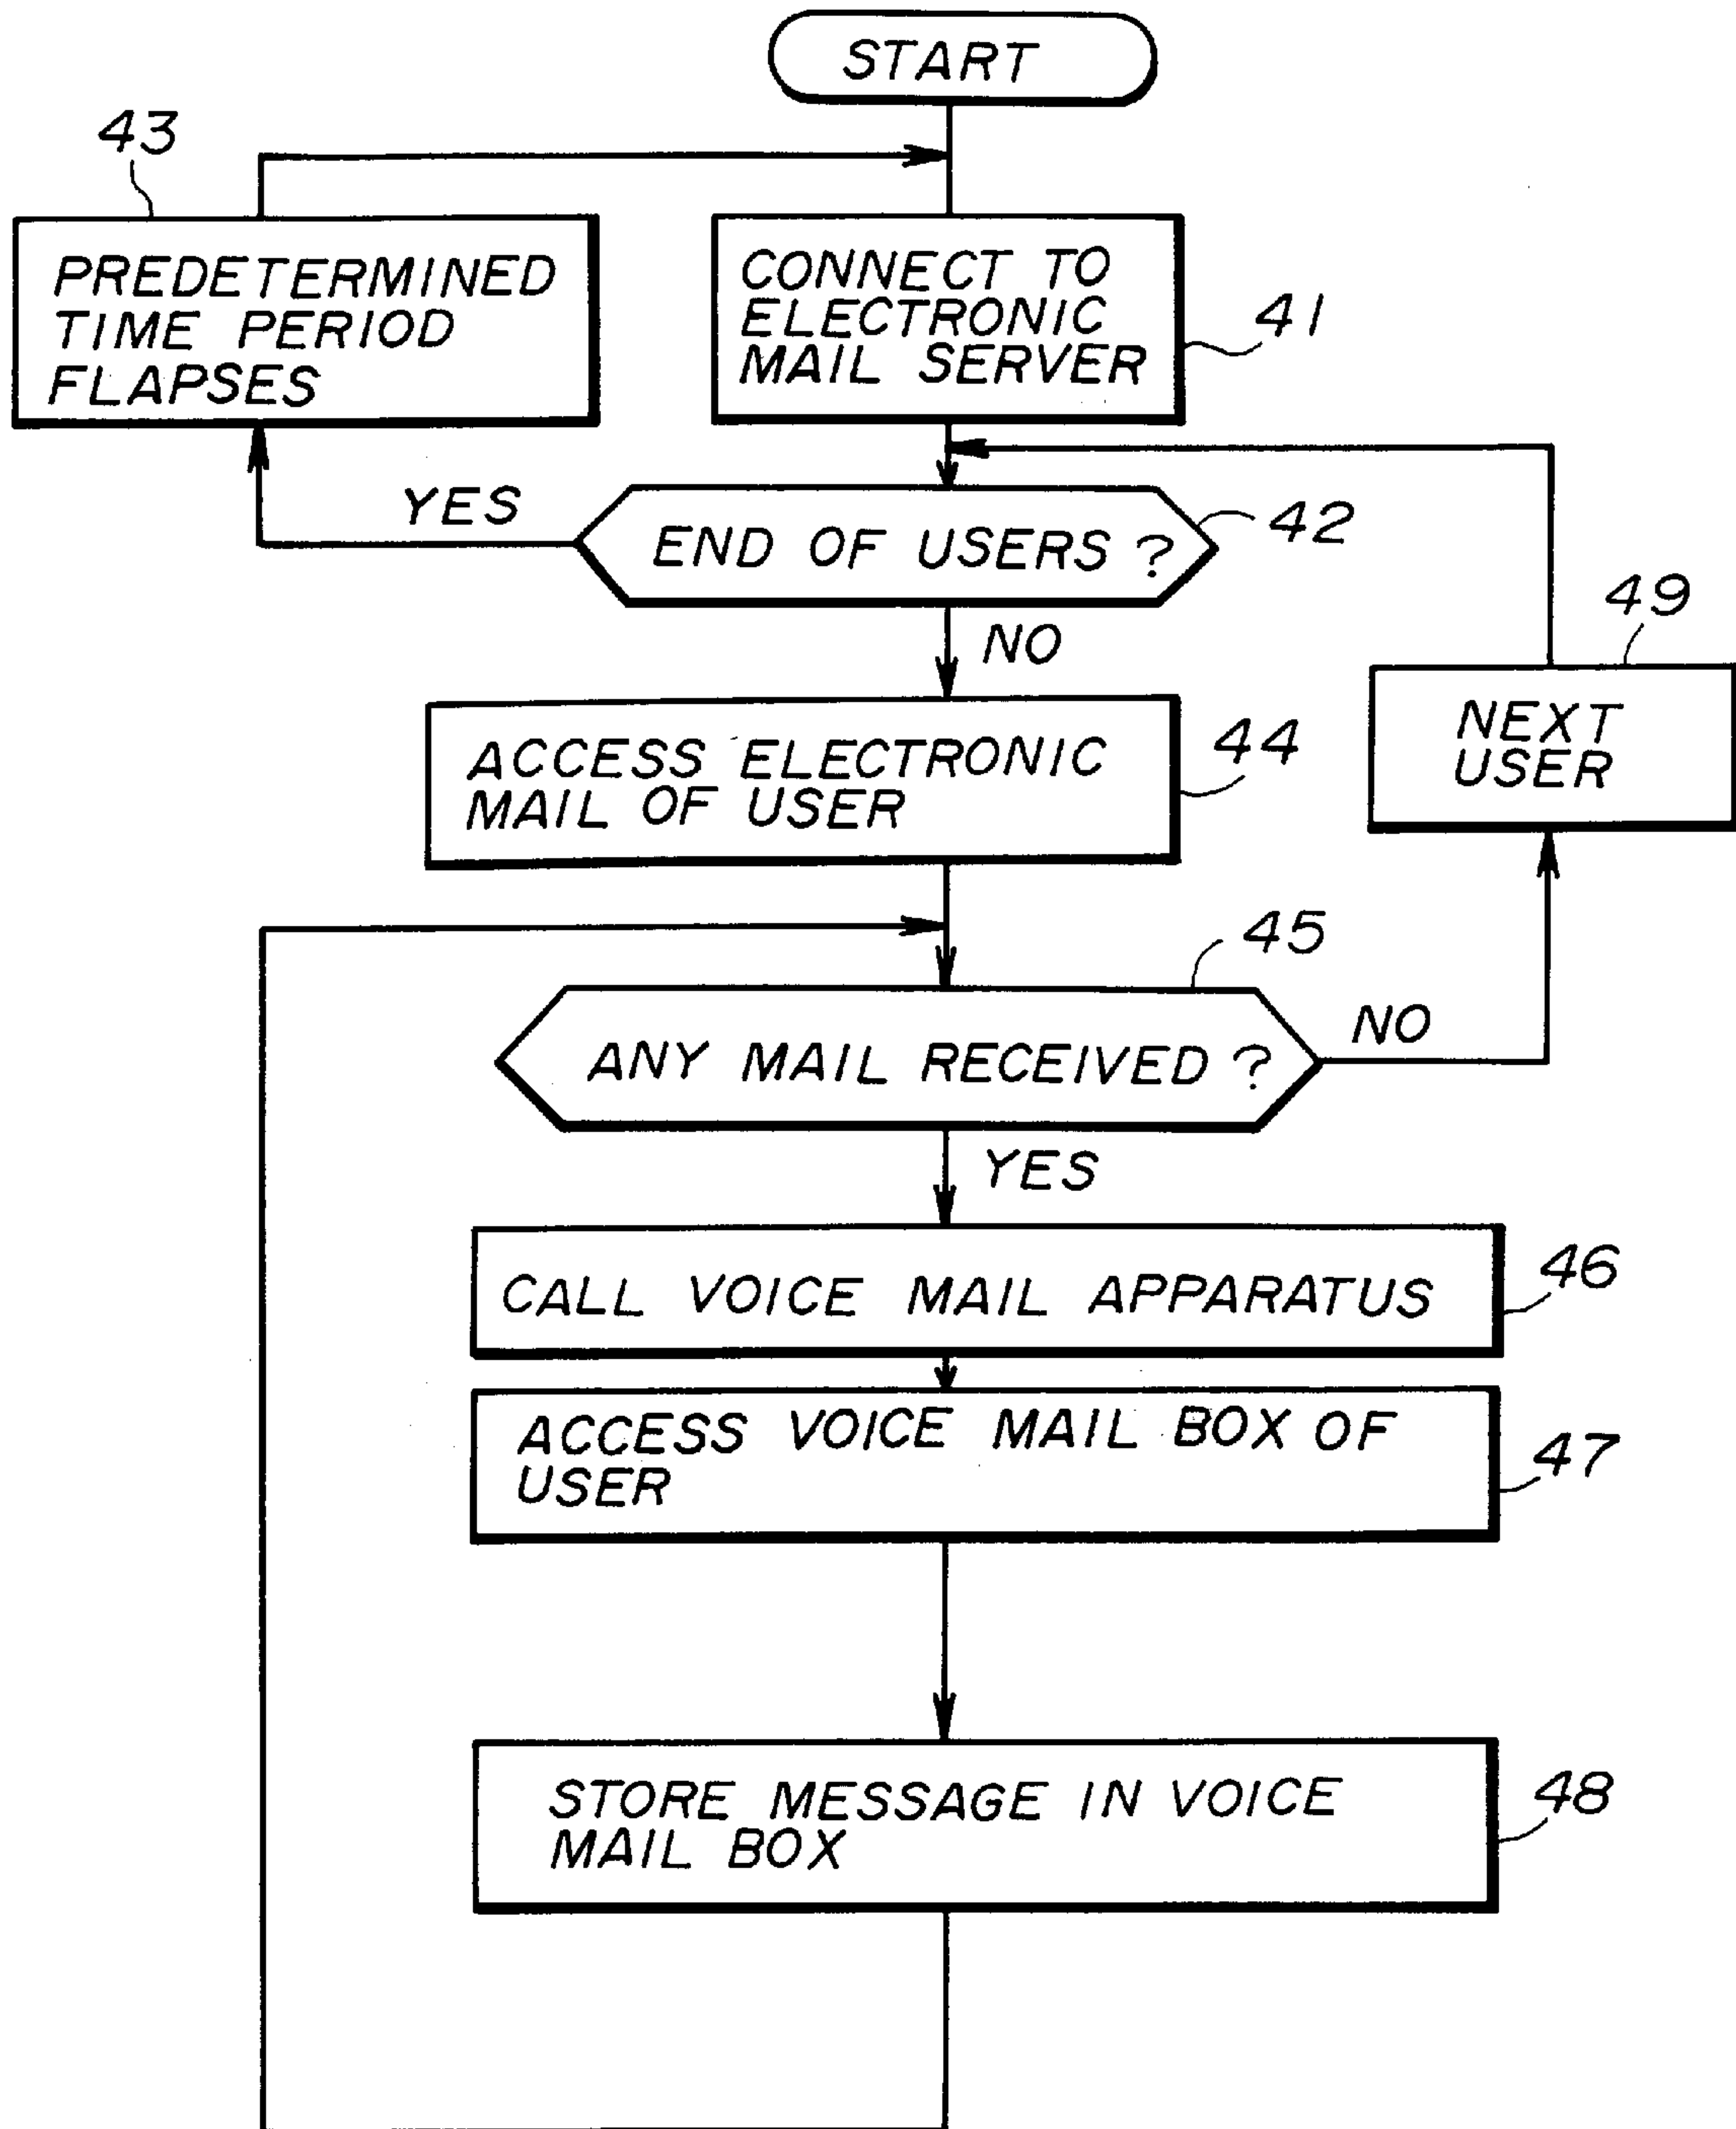 START
43
PREDETERMINED
TIME PERIOD
FLAPSES
CONNECT TO
ELECTRONIC
MAIL SERVER
41
YES
END OF USERS ?
42
NO
49
NEXT
USER
ACCESS ELECTRONIC
MAIL OF USER
44
45
ANY MAIL RECEIVED ?
NO
YES
CALL VOICE MAIL APPARATUS
46
ACCESS VOICE MAIL BOX OF
USER
47
STORE MESSAGE IN VOICE
MAIL BOX
48